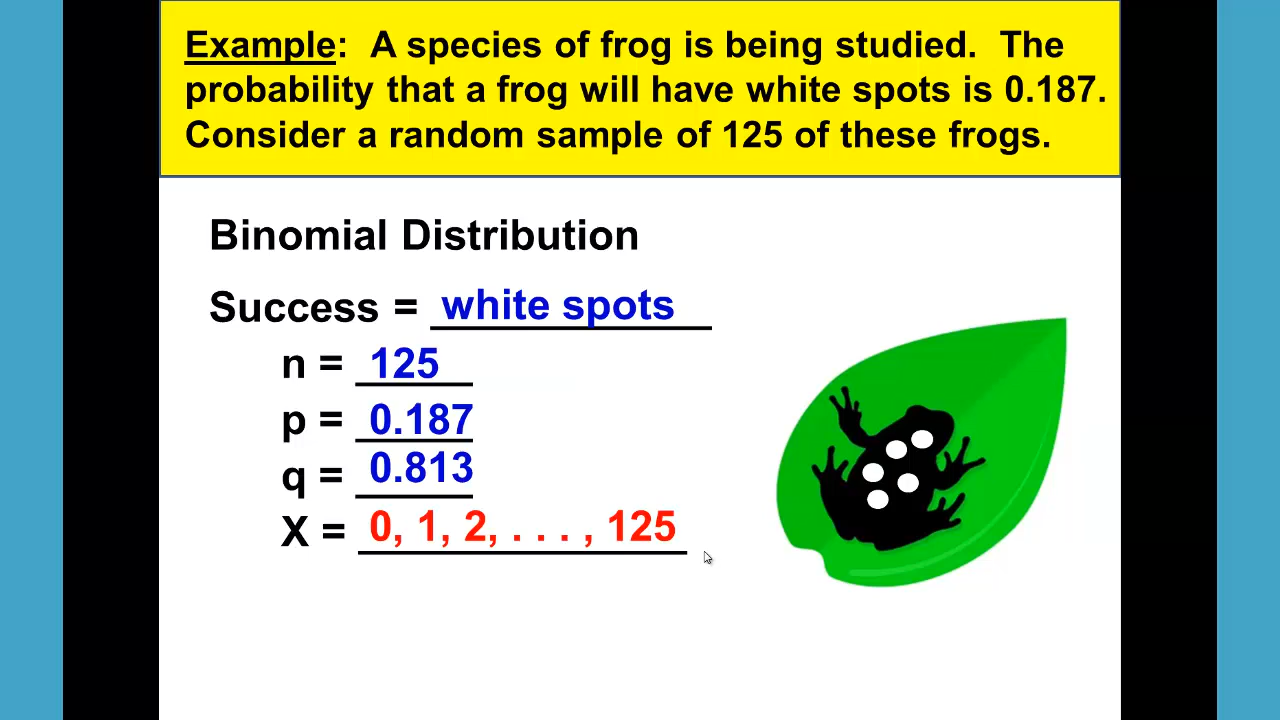 Example: A species of frog is being studied. The
probability that a frog will have white spots is 0.187.
Consider a random sample of 125 of these frogs.
Binomial Distribution
Success = white spots
n = 125
p = 0.187
q = 0.813
X = 0, 1, 2, . . . , 125